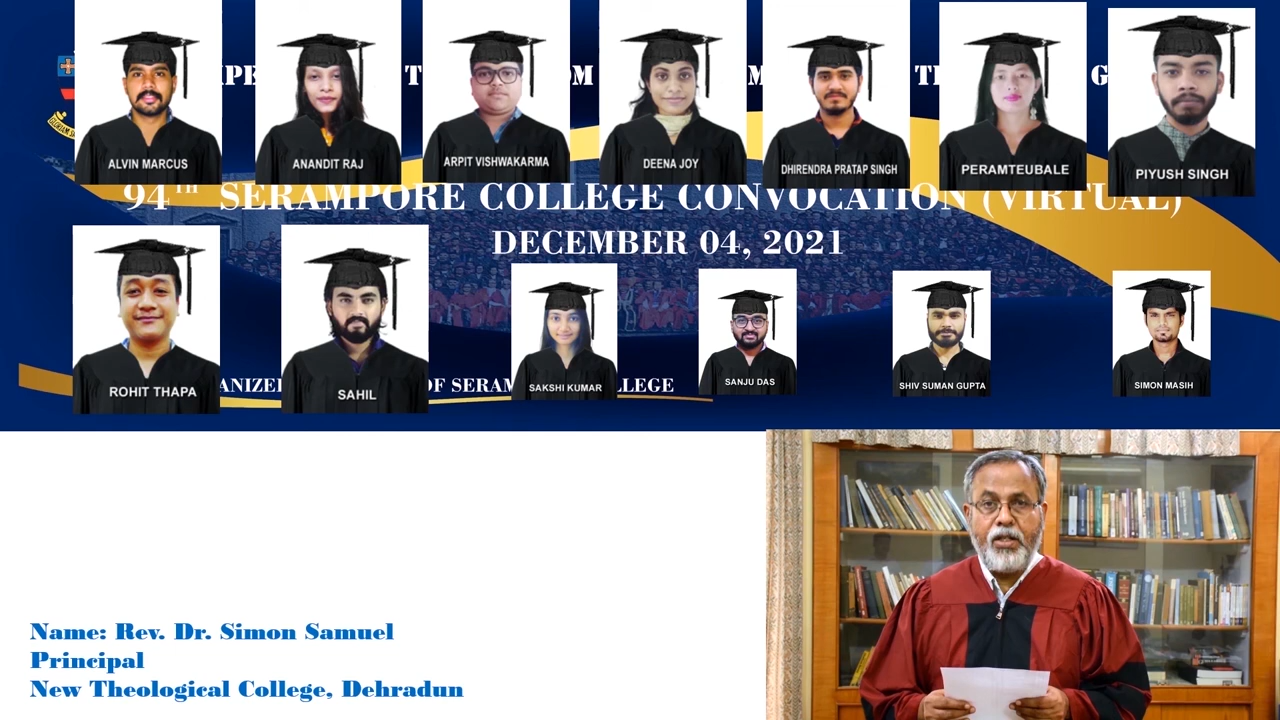 ALVIN MARCUS
ANANDIT RAJ
ARPIT VISHWAKARMA
DEENA JOY
DHIRENDRA PRATAP SINGH
PERAMTEUBALE
PIYUSH SINGH
94TH SERAMPORE COLLEGE CONVOCATION (VIRTUAL)
DECEMBER 04, 2021
ROHIT THAPA
SAHIL
SAKSHI KUMAR
SANJU DAS
SHIV SUMAN GUPTA
SIMON MASIH
Name: Rev. Dr. Simon Samuel
Principal
New Theological College, Dehradun